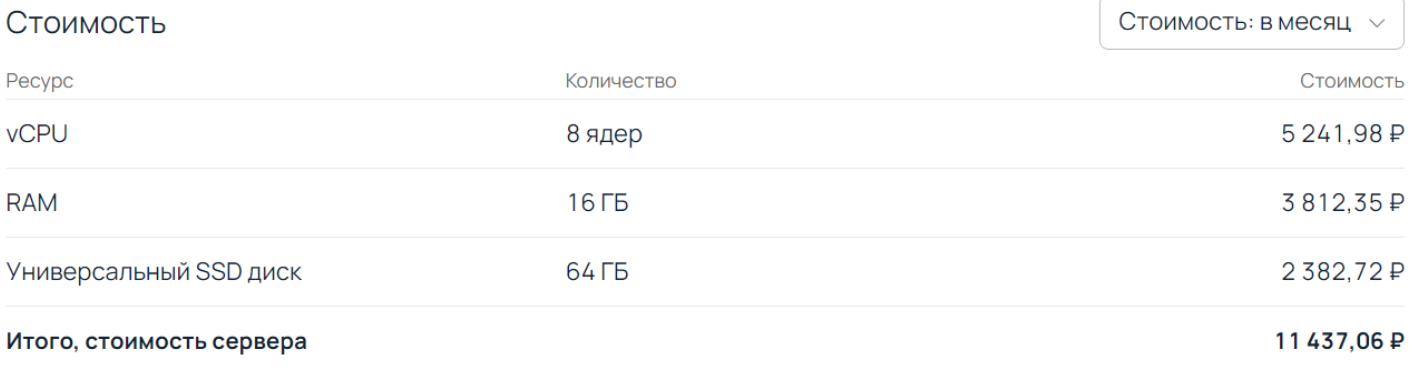 Стоимость
Стоимость: в месяц
Ресурс Количество Стоимость
vCPU 8 ядер 5 241,98 ₽
RAM 16 ГБ 3 812,35 ₽
Универсальный SSD диск 64 ГБ 2 382,72 ₽
Итого, стоимость сервера 11 437,06 ₽